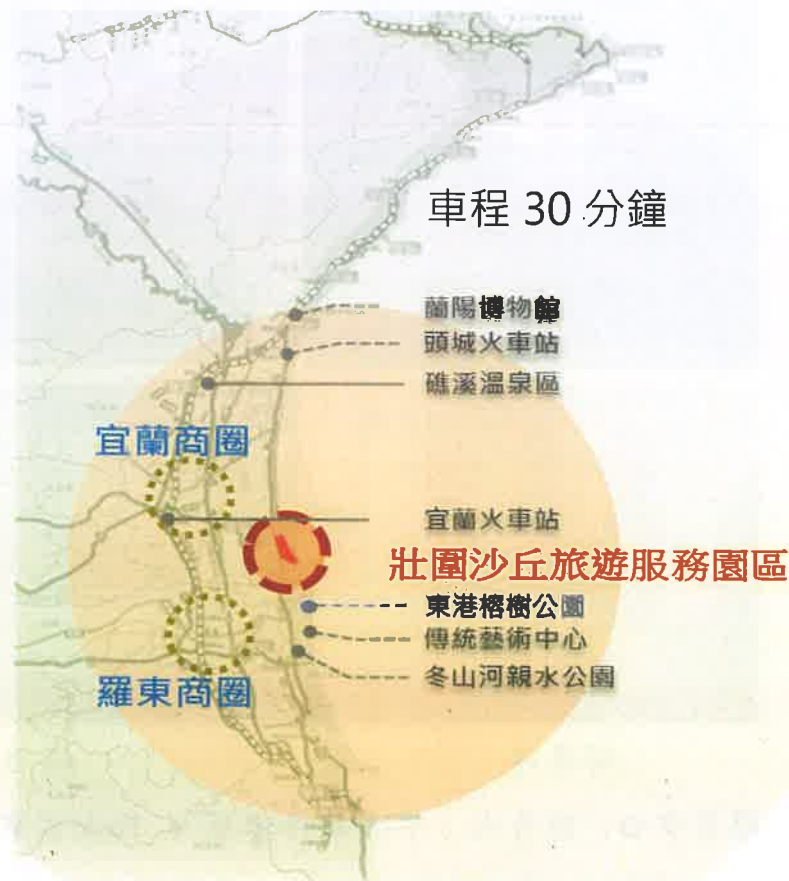 車程 30 分鐘
蘭陽博物館
頭城火車站
礁溪溫泉區
宜蘭商圈
宜蘭火車站
壯圍沙丘旅遊服務園區
東港榕樹公園
傳統藝術中心
冬山河親水公園
羅東商圈